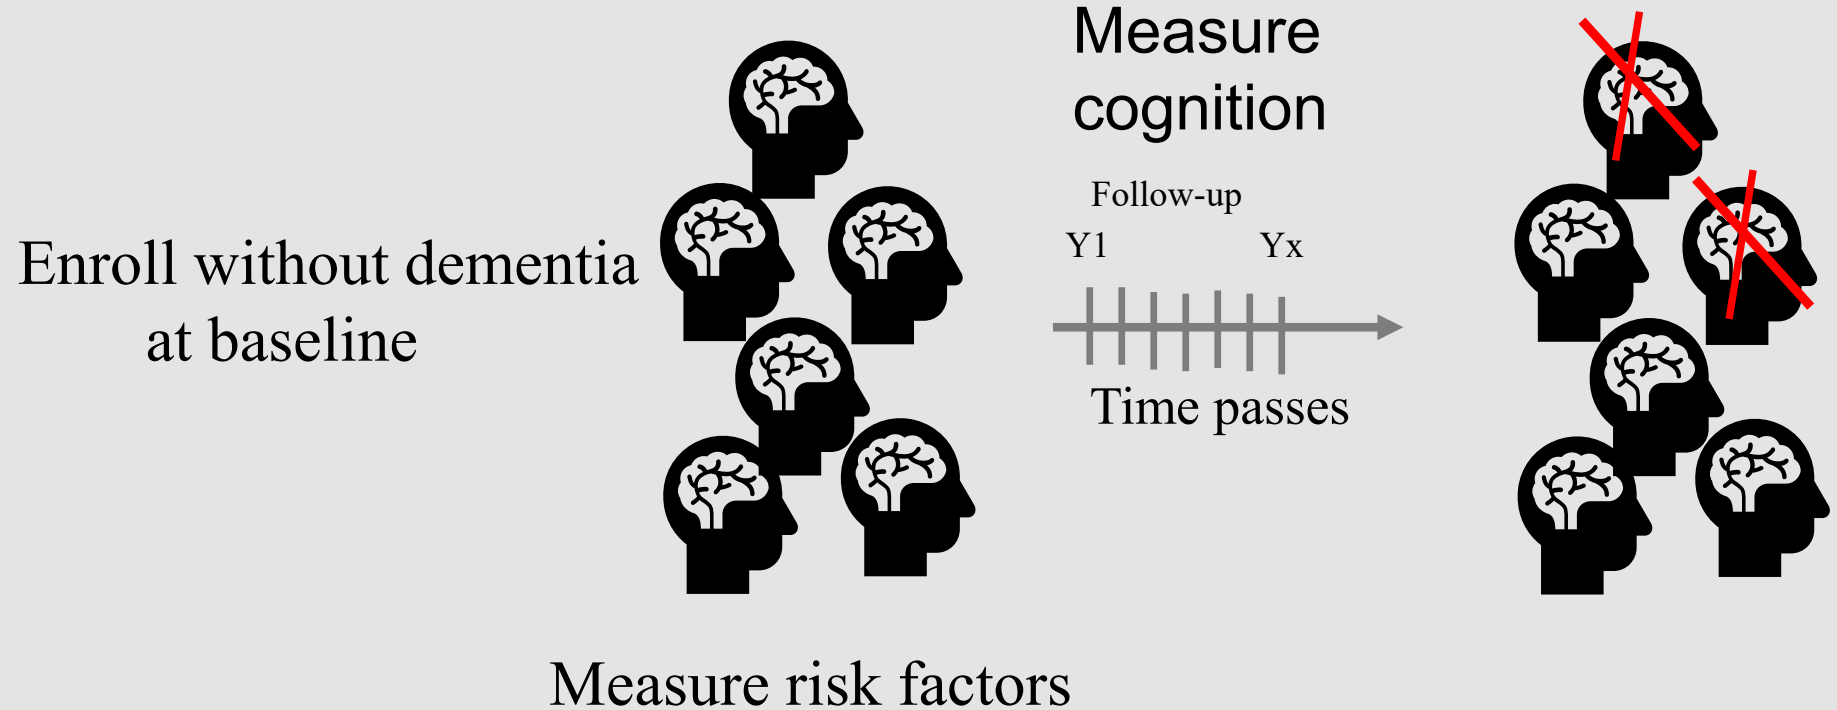 Measure
cognition
Follow-up
Y1 Yx
Enroll without dementia
at baseline
Time passes
Measure risk factors